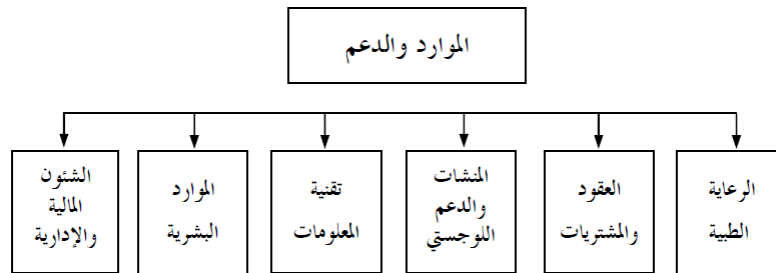 الموارد والدعم
الرعاية
الطبية
العقود
والمشتريات
المنشات
والدعم
اللوجستي
تقنية
المعلومات
الموارد
البشرية
الشئون
المالية
والإدارية